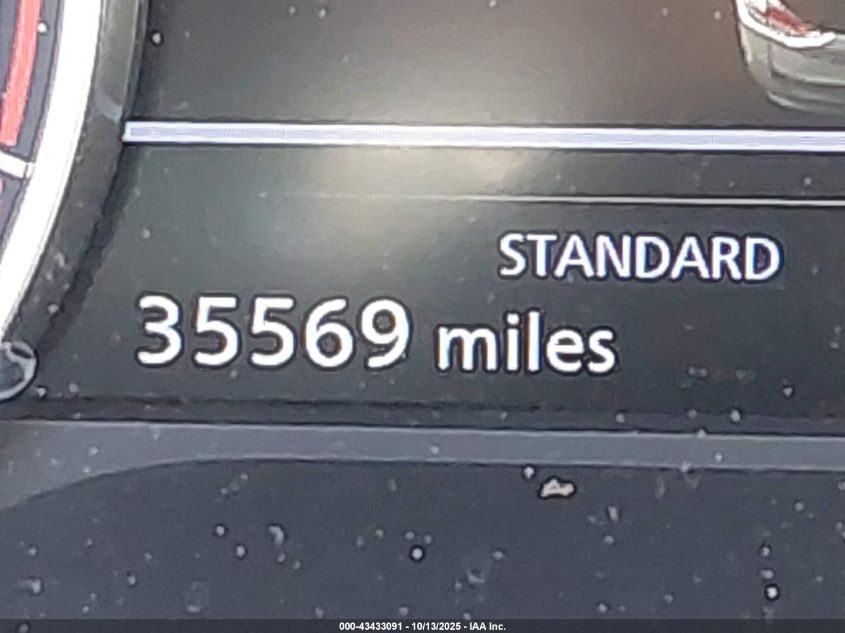 STANDARD
35569 miles
000-43433091 - 10/13/2025 - IAA Inc.